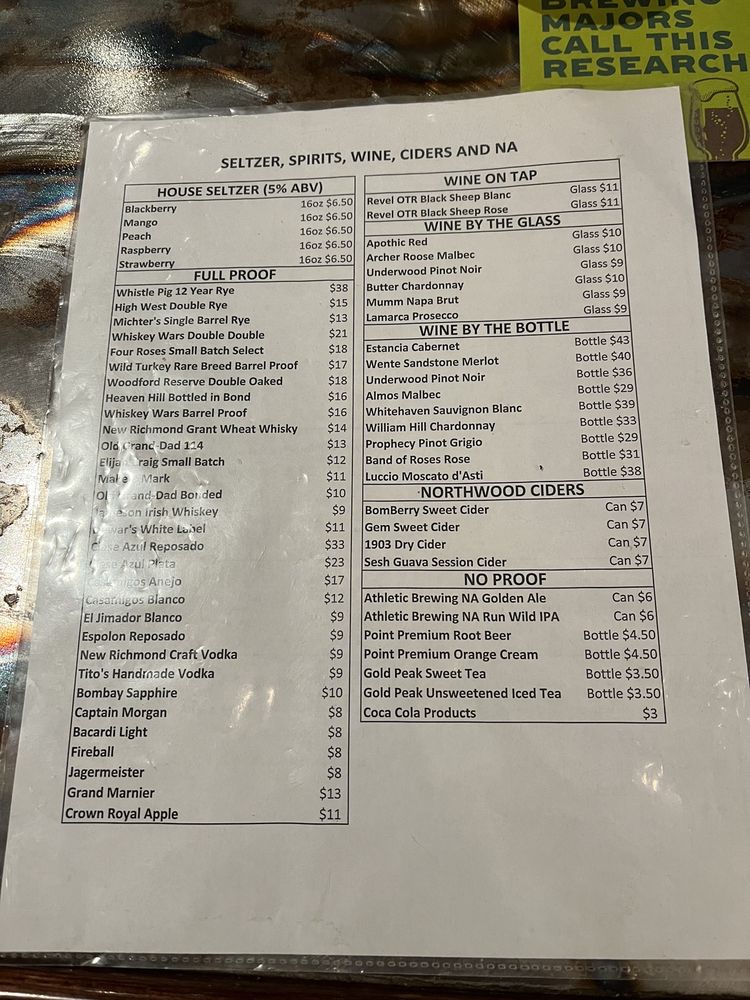 BREWING
MAJORS
CALL THIS
RESEARCH
SELTZER, SPIRITS, WINE, CIDERS AND NA
HOUSE SELTZER (5% ABV)
Blackberry 16oz $6.50
Mango 16oz $6.50
Peach 16oz $6.50
Raspberry 16oz $6.50
Strawberry 16oz $6.50
FULL PROOF
Whistle Pig 12 Year Rye $38
High West Double Rye $15
Michter's Single Barrel Rye $13
Whiskey Wars Double Double $21
Four Roses Small Batch Select $18
Wild Turkey Rare Breed Barrel Proof $17
Woodford Reserve Double Oaked $18
Heaven Hill Bottled in Bond $16
Whiskey Wars Barrel Proof $16
New Richmond Grant Wheat Whisky $14
Old Grand-Dad 114 $13
Elijah Craig Small Batch $12
Maker's Mark $11
Old Grand-Dad Bonded $10
Jameson Irish Whiskey $9
Dewar's White Label $11
Clase Azul Reposado $33
Clase Azul Plata $23
Casamigos Anejo $17
Casamigos Blanco $12
El Jimador Blanco $9
Espolon Reposado $9
New Richmond Craft Vodka $9
Tito's Handmade Vodka $9
Bombay Sapphire $10
Captain Morgan $8
Bacardi Light $8
Fireball $8
Jagermeister $8
Grand Marnier $13
Crown Royal Apple $11
WINE ON TAP
Revel OTR Black Sheep Blanc Glass $11
Revel OTR Black Sheep Rose Glass $11
WINE BY THE GLASS
Apothic Red Glass $10
Archer Roose Malbec Glass $10
Underwood Pinot Noir Glass $9
Butter Chardonnay Glass $10
Mumm Napa Brut Glass $9
Lamarca Prosecco Glass $9
WINE BY THE BOTTLE
Estancia Cabernet Bottle $43
Wente Sandstone Merlot Bottle $40
Underwood Pinot Noir Bottle $36
Almos Malbec Bottle $29
Whitehaven Sauvignon Blanc Bottle $39
William Hill Chardonnay Bottle $33
Prophecy Pinot Grigio Bottle $29
Band of Roses Rose Bottle $31
Luccio Moscato d'Asti Bottle $38
NORTHWOOD CIDERS
BomBerry Sweet Cider Can $7
Gem Sweet Cider Can $7
1903 Dry Cider Can $7
Sesh Guava Session Cider Can $7
NO PROOF
Athletic Brewing NA Golden Ale Can $6
Athletic Brewing NA Run Wild IPA Can $6
Point Premium Root Beer Bottle $4.50
Point Premium Orange Cream Bottle $4.50
Gold Peak Sweet Tea Bottle $3.50
Gold Peak Unsweetened Iced Tea Bottle $3.50
Coca Cola Products $3